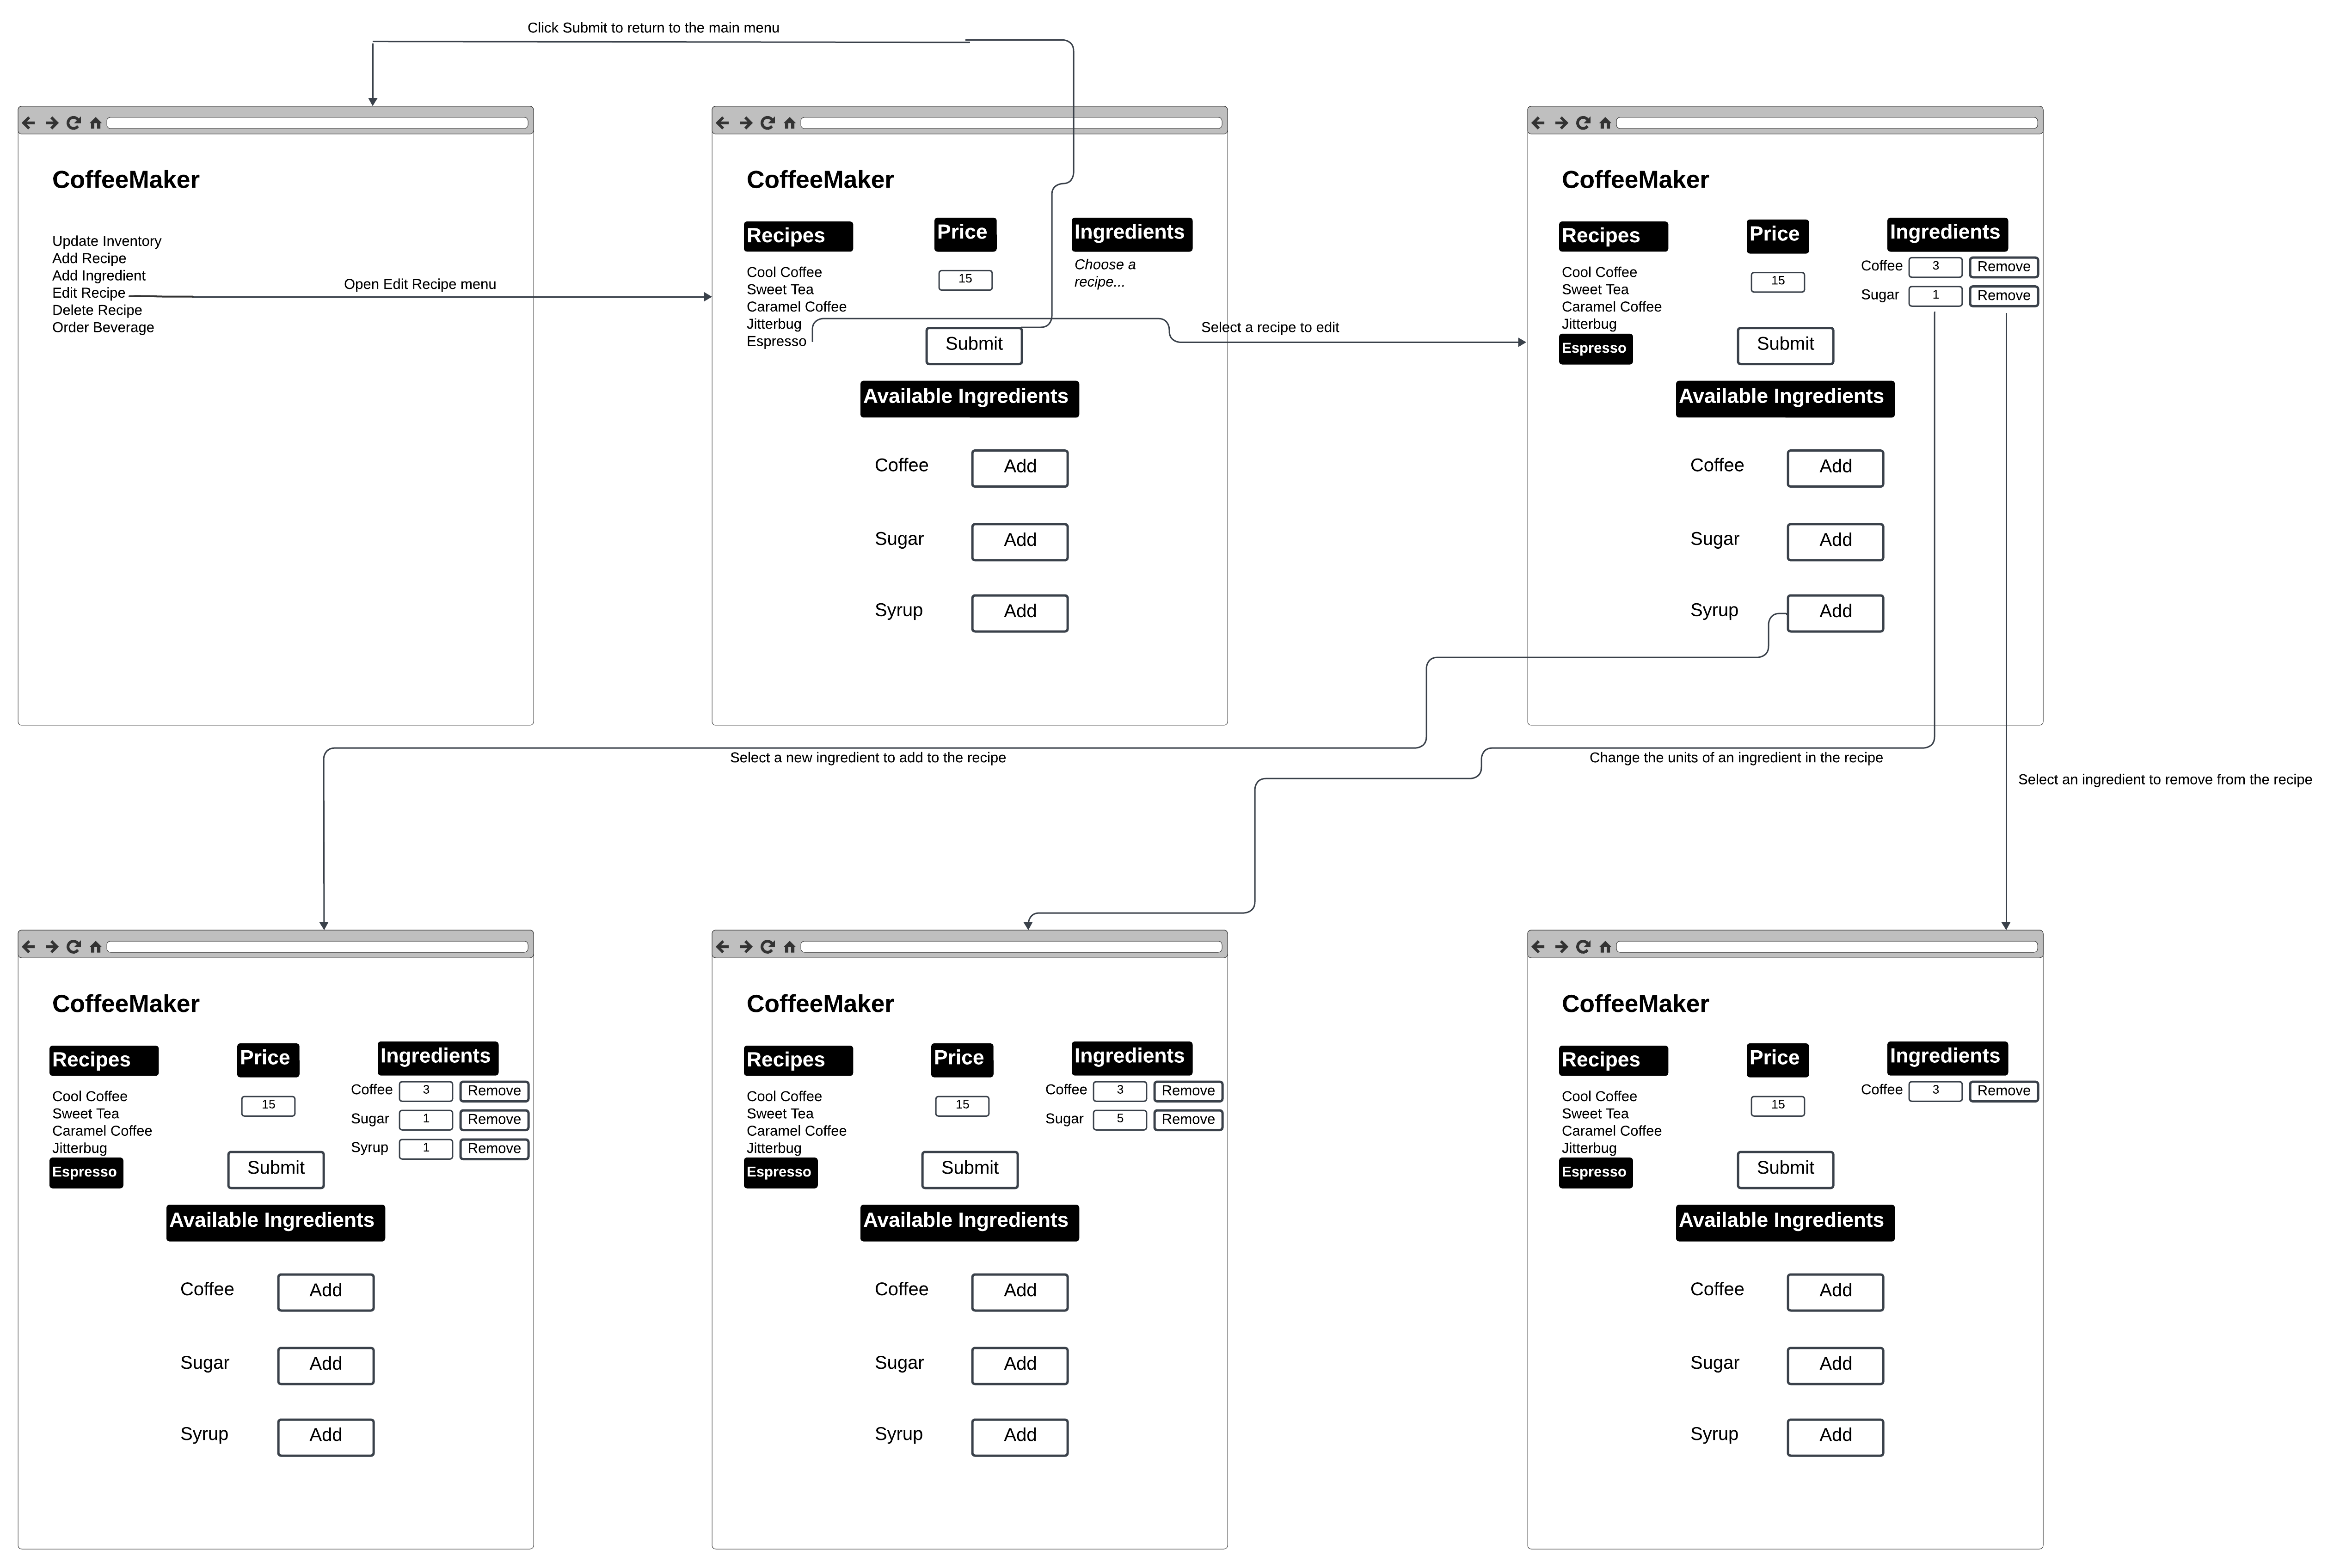 Click Submit to return to the main menu
CoffeeMaker
Update Inventory
Add Recipe
Add Ingredient
Edit Recipe
Delete Recipe
Order Beverage
Open Edit Recipe menu
CoffeeMaker
Recipes
Price
Ingredients
Cool Coffee
Sweet Tea
Caramel Coffee
Jitterbug
Espresso
15
Choose a
recipe...
Submit
Select a recipe to edit
Available Ingredients
Coffee Add
Sugar Add
Syrup Add
CoffeeMaker
Recipes
Price
Ingredients
Cool Coffee
Sweet Tea
Caramel Coffee
Jitterbug
Espresso
15
Coffee 3 Remove
Sugar 1 Remove
Submit
Available Ingredients
Coffee Add
Sugar Add
Syrup Add
Select a new ingredient to add to the recipe
Change the units of an ingredient in the recipe
Select an ingredient to remove from the recipe
CoffeeMaker
Recipes
Price
Ingredients
Cool Coffee
Sweet Tea
Caramel Coffee
Jitterbug
Espresso
15
Coffee 3 Remove
Sugar 1 Remove
Syrup 1 Remove
Submit
Available Ingredients
Coffee Add
Sugar Add
Syrup Add
CoffeeMaker
Recipes
Price
Ingredients
Cool Coffee
Sweet Tea
Caramel Coffee
Jitterbug
Espresso
15
Coffee 3 Remove
Sugar 5 Remove
Submit
Available Ingredients
Coffee Add
Sugar Add
Syrup Add
CoffeeMaker
Recipes
Price
Ingredients
Cool Coffee
Sweet Tea
Caramel Coffee
Jitterbug
Espresso
15
Coffee 3 Remove
Submit
Available Ingredients
Coffee Add
Sugar Add
Syrup Add